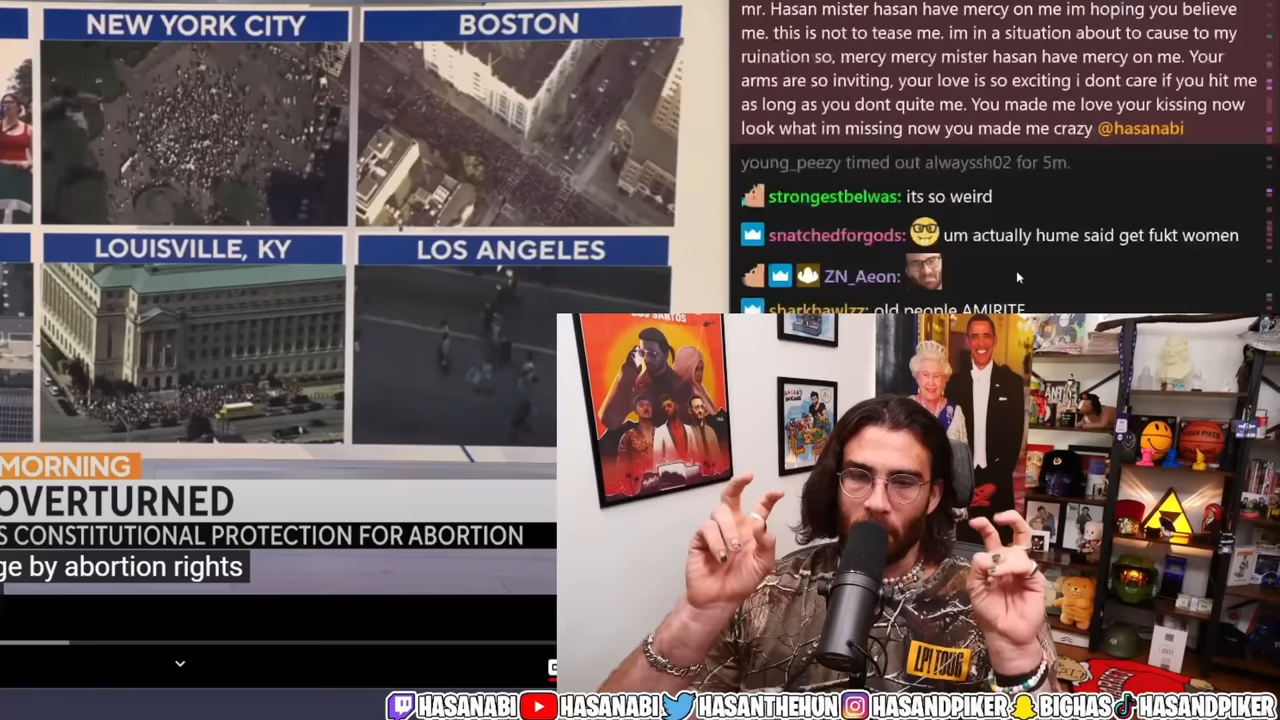 NEW YORK CITY
BOSTON
LOUISVILLE, KY
LOS ANGELES
MORNING
OVERTURNED
S CONSTITUTIONAL PROTECTION FOR ABORTION
ge by abortion rights
mr. Hasan mister hasan have mercy on me im hoping you believe
me. this is not to tease me. im in a situation about to cause to my
ruination so, mercy mercy mister hasan have mercy on me. Your
arms are so inviting, your love is so exciting i dont care if you hit me
as long as you dont quite me. You made me love your kissing now
look what im missing now you made me crazy @hasanabi
young_peezy timed out alwayssh02 for 5m.
strongestbelwas: its so weird
snatchedforgods: um actually hume said get fukt women
ZN_Aeon:
sharkhawlzz: old people AMIRITE
LOS SANTOS
HASANABI HASANABI HASANTHEHUN HASANDPIKER BIGHAS HASANDPIKER